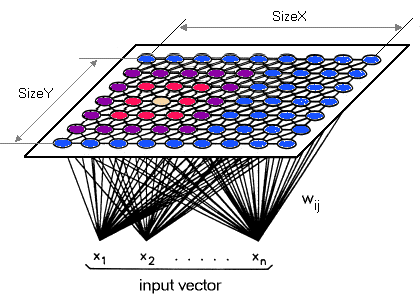 SizeX
SizeY
wij
x1 x2 . . . . . xn
input vector